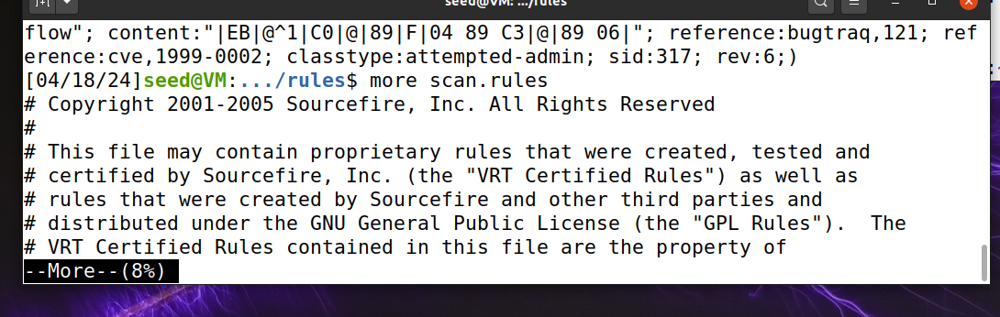 seed@VM: .../rules
flow"; content:"|EB|@^1|C0|@|89|F|04 89 C3|@|89 06|"; reference:bugtraq,121; ref
erence:cve,1999-0002; classtype:attempted-admin; sid:317; rev:6;)
[04/18/24]seed@VM:.../rules$ more scan.rules
# Copyright 2001-2005 Sourcefire, Inc. All Rights Reserved
#
# This file may contain proprietary rules that were created, tested and
# certified by Sourcefire, Inc. (the "VRT Certified Rules") as well as
# rules that were created by Sourcefire and other third parties and
# distributed under the GNU General Public License (the "GPL Rules").  The
# VRT Certified Rules contained in this file are the property of
--More--(8%)